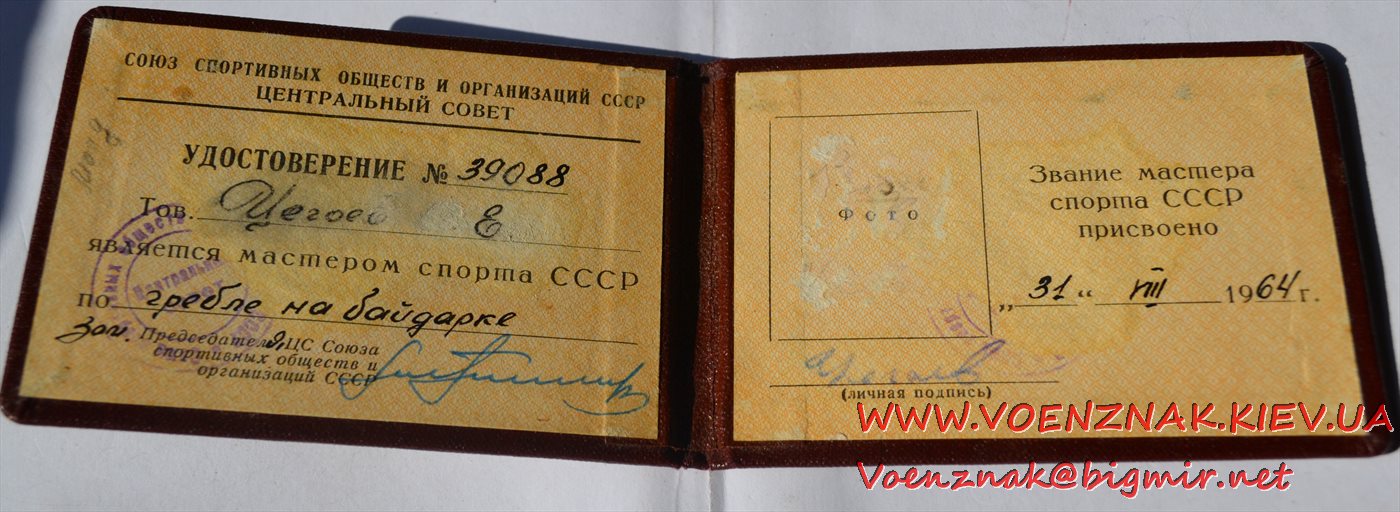 СОЮЗ СПОРТИВНЫХ ОБЩЕСТВ И ОРГАНИЗАЦИЙ СССР
ЦЕНТРАЛЬНЫЙ СОВЕТ
УДОСТОВЕРЕНИЕ № 39088
Тов. Е.
является мастером спорта СССР
по гребле на байдарке
Зам. Председателя ЦС Союза
спортивных обществ и
организаций СССР
Фото
(личная подпись)
Звание мастера
спорта СССР
присвоено
„31“ VIII 1964 г.
WWW.VOENZNAK.KIEV.UA
Voenznak@bigmir.net